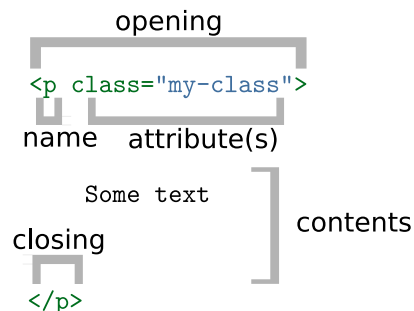 opening
<p class="my-class">
name attribute(s)
Some text
contents
closing
</p>